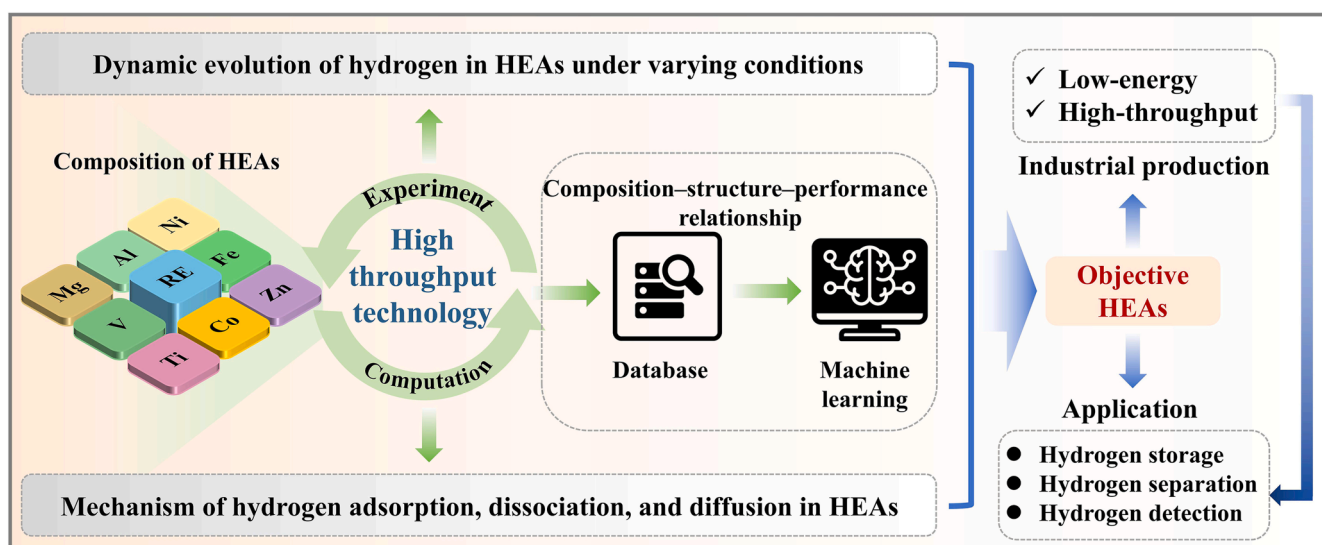 Dynamic evolution of hydrogen in HEAs under varying conditions
Composition of HEAs
Ni
Al
Fe
Mg
RE
Zn
V
Co
Ti
Experiment
High
throughput
technology
Computation
Composition–structure–performance
relationship
Database
Machine
learning
Mechanism of hydrogen adsorption, dissociation, and diffusion in HEAs
✓ Low-energy
✓ High-throughput
Industrial production
Objective
HEAs
Application
● Hydrogen storage
● Hydrogen separation
● Hydrogen detection